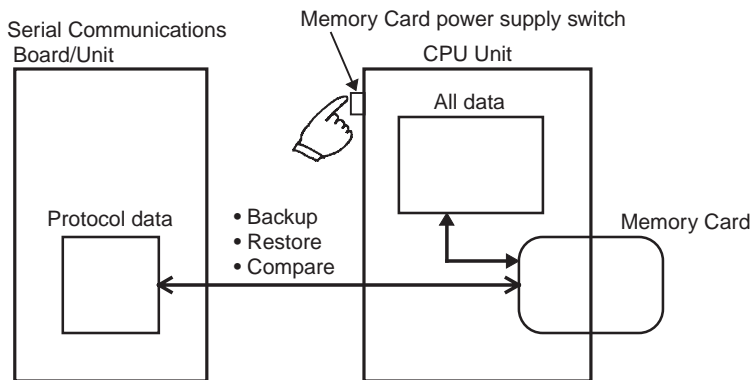 Memory Card power supply switch
Serial Communications
Board/Unit
CPU Unit
All data
Protocol data
• Backup
• Restore
• Compare
Memory Card